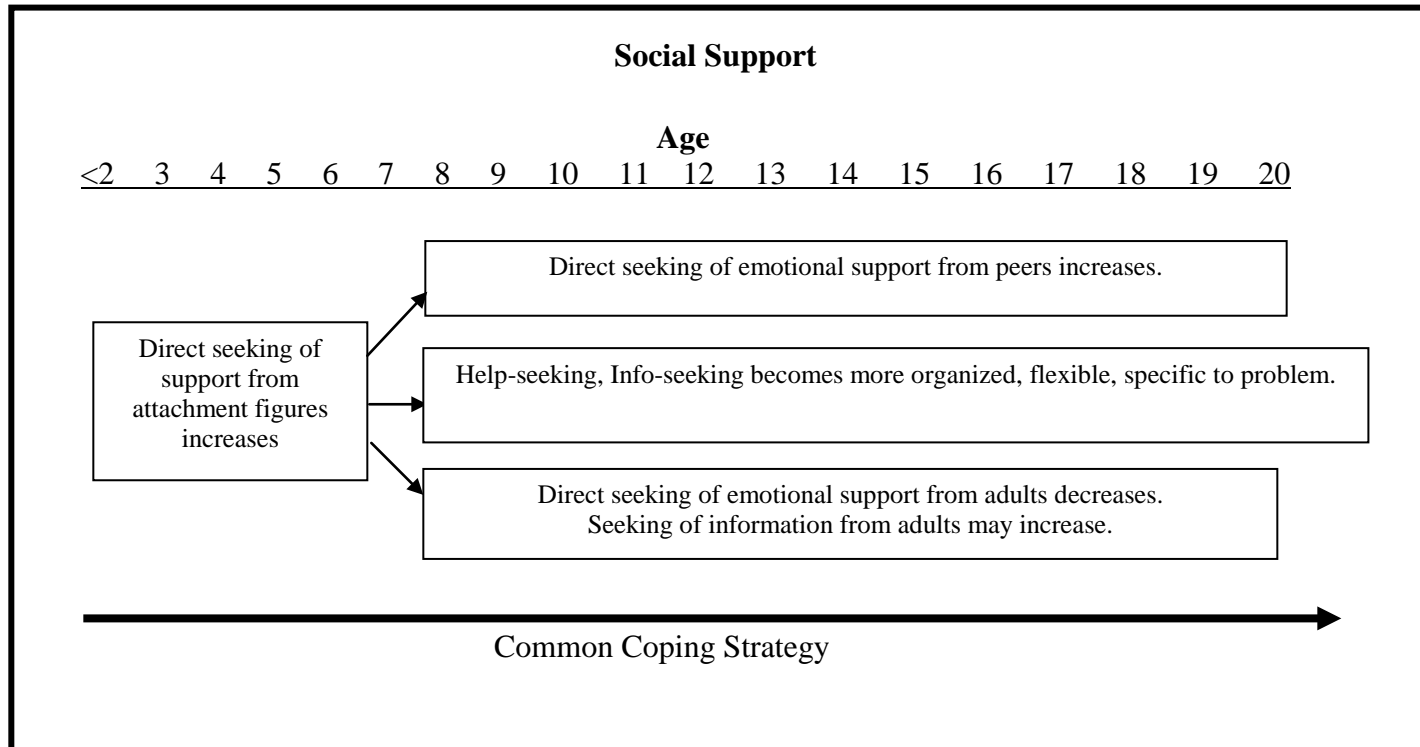 Social Support
Age
<2 3 4 5 6 7 8 9 10 11 12 13 14 15 16 17 18 19 20
Direct seeking of
support from
attachment figures
increases
Direct seeking of emotional support from peers increases.
Help-seeking, Info-seeking becomes more organized, flexible, specific to problem.
Direct seeking of emotional support from adults decreases.
Seeking of information from adults may increase.
Common Coping Strategy